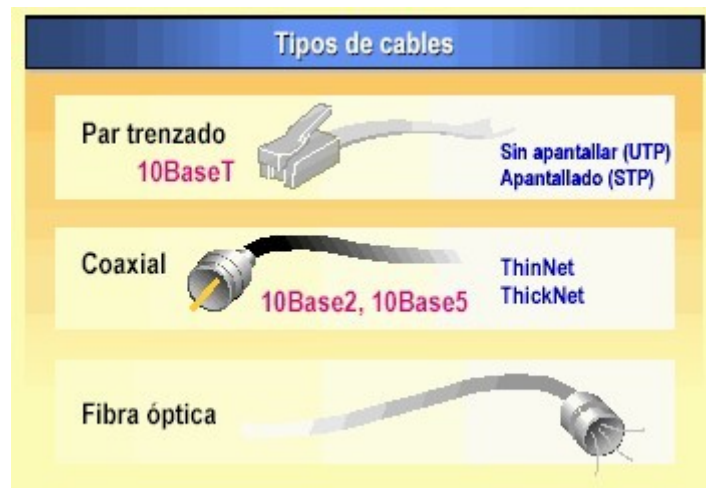 Tipos de cables
Par trenzado
10BaseT
Sin apantallar (UTP)
Apantallado (STP)
Coaxial
10Base2, 10Base5
ThinNet
ThickNet
Fibra óptica